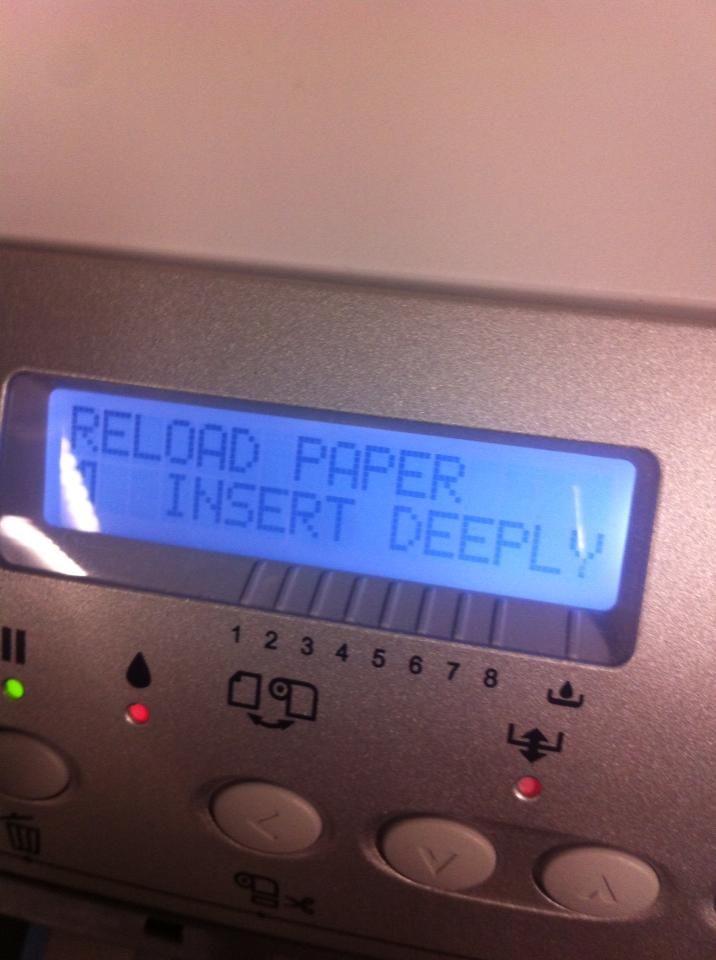 RELOAD PAPER
INSERT DEEPLY
1 2 3 4 5 6 7 8